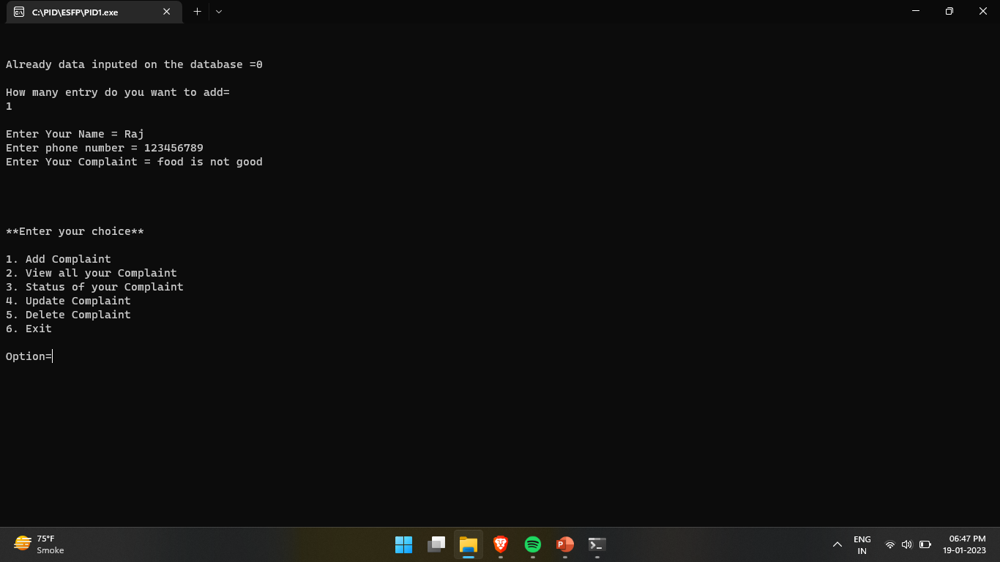 C:\PID\ESFP\PID1.exe
Already data inputed on the database =0
How many entry do you want to add=
1
Enter Your Name = Raj
Enter phone number = 123456789
Enter Your Complaint = food is not good
**Enter your choice**
1. Add Complaint
2. View all your Complaint
3. Status of your Complaint
4. Update Complaint
5. Delete Complaint
6. Exit
Option=
75°F
Smoke
ENG
IN
06:47 PM
19-01-2023